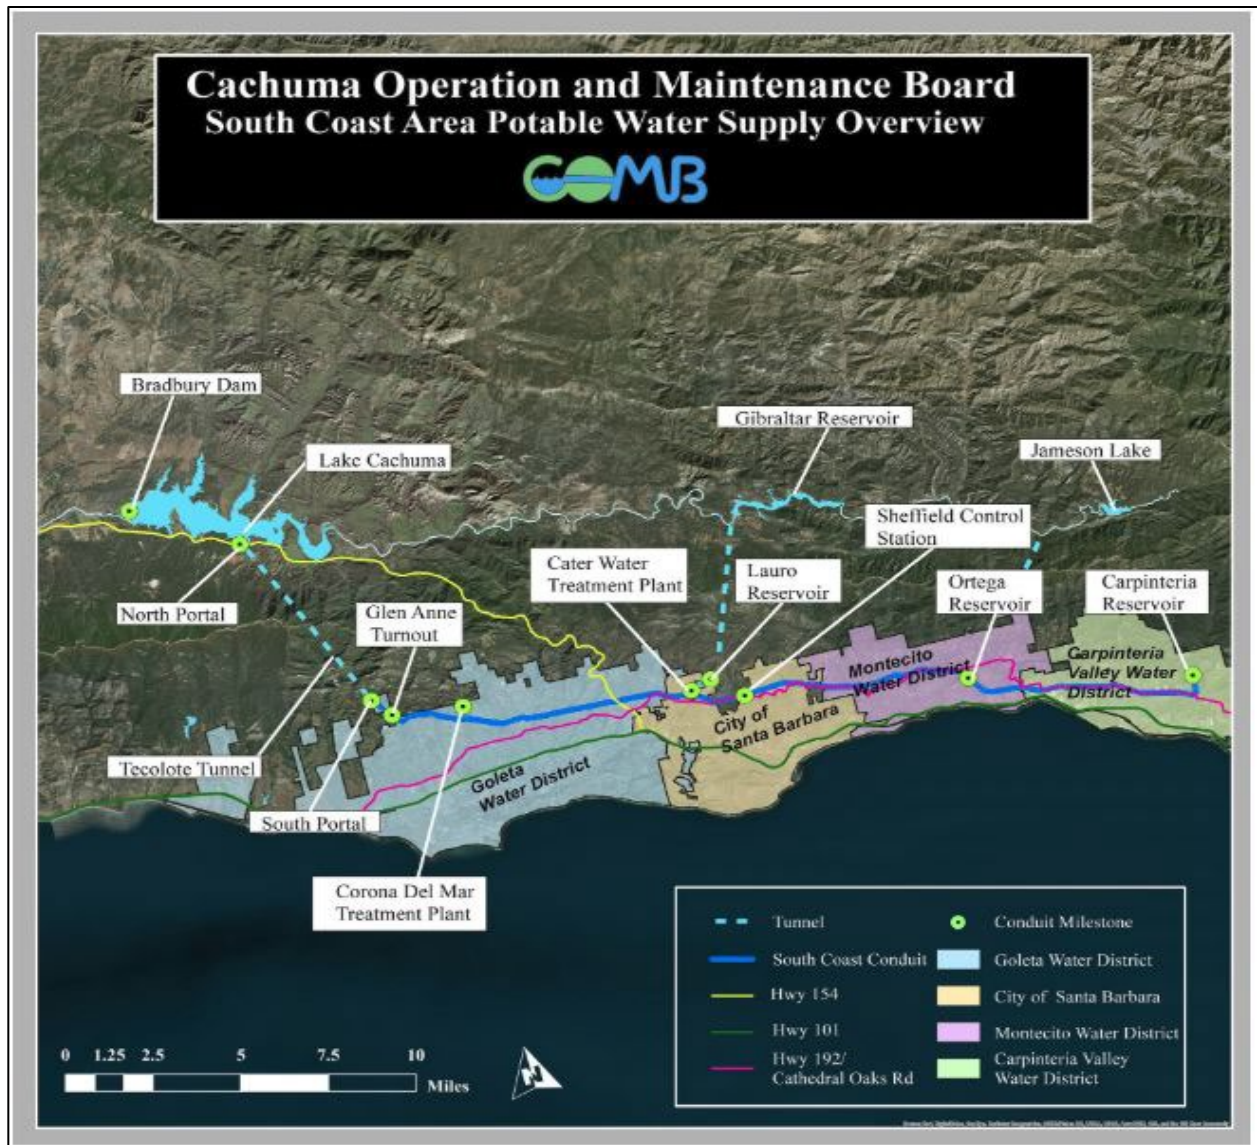 Cachuma Operation and Maintenance Board
South Coast Area Potable Water Supply Overview
COMB
Bradbury Dam
Gibraltar Reservoir
Lake Cachuma
Jameson Lake
Sheffield Control
Station
Cater Water
Treatment Plant
Lauro
Reservoir
Ortega
Reservoir
Carpinteria
Reservoir
North Portal
Glen Anne
Turnout
Montecito
Water District
Carpinteria
Valley Water
District
City of
Santa Barbara
Tecolote Tunnel
Goleta
Water District
South Portal
Corona Del Mar
Treatment Plant
Tunnel
South Coast Conduit
Hwy 154
Hwy 101
Hwy 192/
Cathedral Oaks Rd
Conduit Milestone
Goleta Water District
City of Santa Barbara
Montecito Water District
Carpinteria Valley
Water District
0 1.25 2.5 5 7.5 10
Miles
N